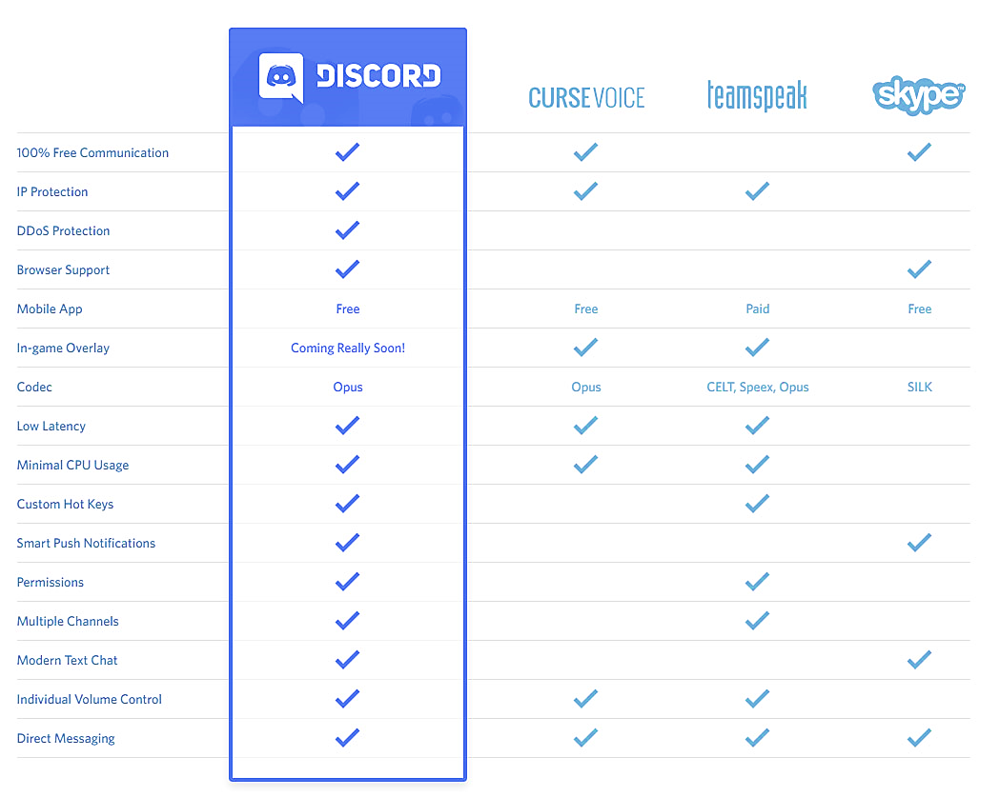 DISCORD
CURSEVOICE teamspeak skype™
100% Free Communication
IP Protection
DDoS Protection
Browser Support
Mobile App Free Free Paid Free
In-game Overlay Coming Really Soon!
Codec Opus Opus CELT, Speex, Opus SILK
Low Latency
Minimal CPU Usage
Custom Hot Keys
Smart Push Notifications
Permissions
Multiple Channels
Modern Text Chat
Individual Volume Control
Direct Messaging